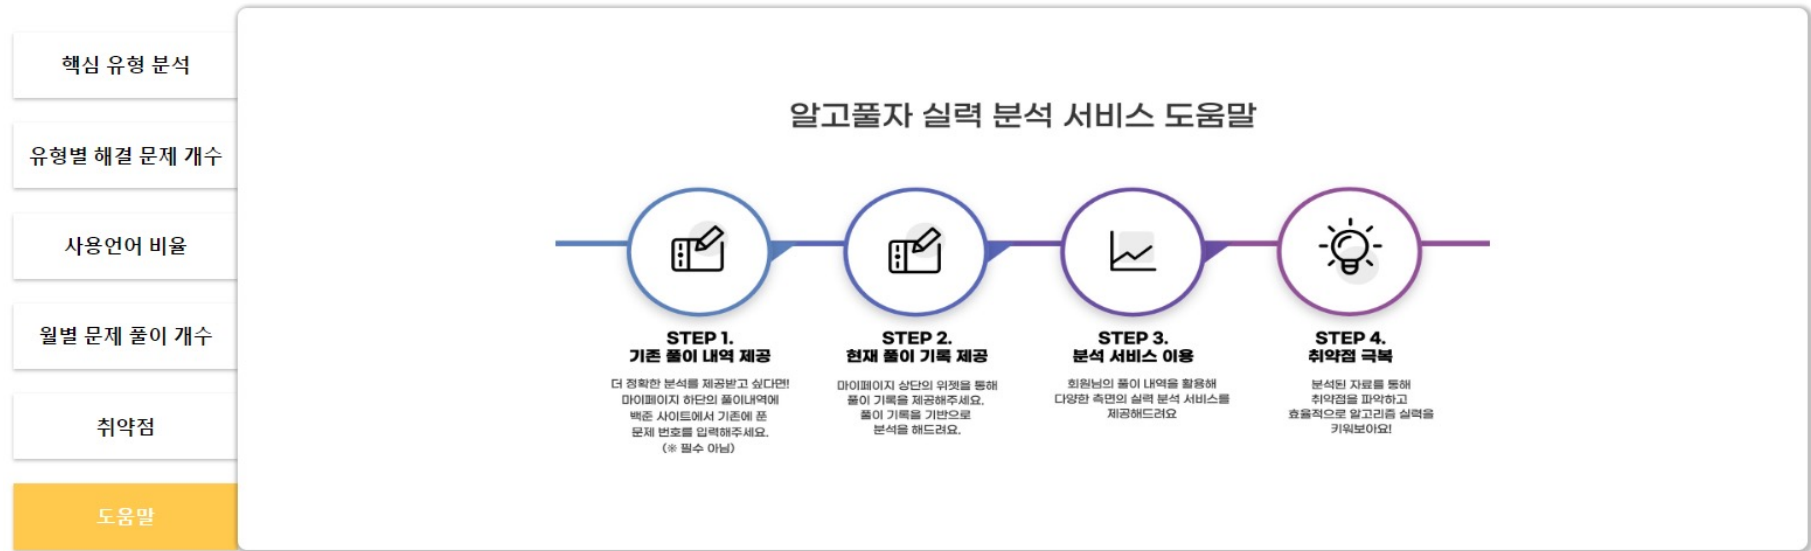 핵심 유형 분석
유형별 해결 문제 개수
사용언어 비율
월별 문제 풀이 개수
취약점
도움말
알고풀자 실력 분석 서비스 도움말
STEP 1.
기존 풀이 내역 제공
더 정확한 분석를 제공받고 싶다면!
마이페이지 하단의 풀이내역에
백준 사이트에서 기존에 푼
문제 번호를 입력해주세요.
(※ 필수 아님)
STEP 2.
현재 풀이 기록 제공
마이페이지 상단의 위젯을 통해
풀이 기록을 제공해주세요.
풀이 기록을 기반으로
분석을 해드려요.
STEP 3.
분석 서비스 이용
회원님의 풀이 내역을 활용해
다양한 측면의 실력 분석 서비스를
제공해드려요
STEP 4.
취약점 극복
분석된 자료를 통해
취약점을 파악하고
효율적으로 알고리즘 실력을
키워보아요!